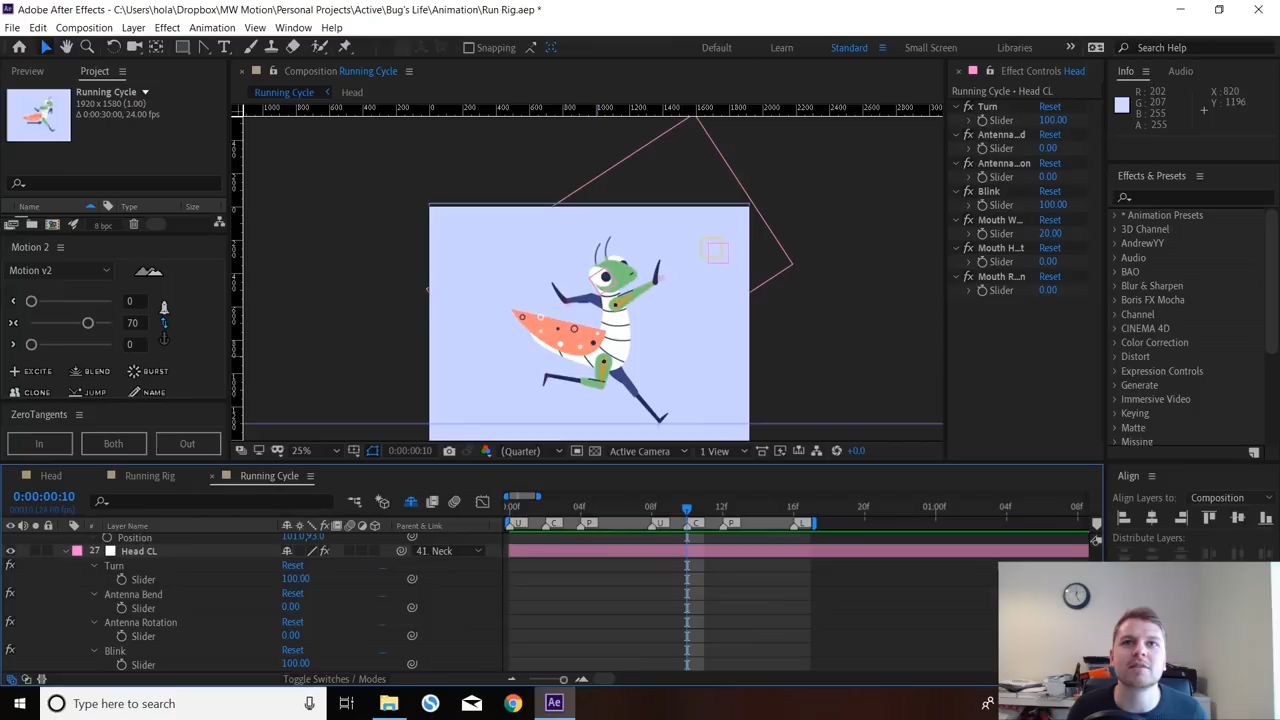 Adobe After Effects - C:\Users\hola\Dropbox\MW Motion\Personal Projects\Active\Bug's Life\Animation\Run Rig.aep *
File Edit Composition Layer Effect Animation View Window Help
Snapping Default Learn Standard Small Screen Libraries Search Help
Preview Project Composition Running Cycle Effect Controls Head Info Audio
Running Cycle
1920 x 1580 (1.00)
Δ 0:00:30:00, 24.00 fps
Running Cycle Head
Running Cycle • Head CL
R : 202
G : 207
B : 255
A : 255
X : 820
Y : 1196
Turn Reset
Slider 100.00
Antenna...d Reset
Slider 0.00
Antenna...on Reset
Slider 0.00
Blink Reset
Slider 100.00
Mouth W... Reset
Slider 20.00
Mouth H...t Reset
Slider 0.00
Mouth R...n Reset
Slider 0.00
Effects & Presets
* Animation Presets
3D Channel
AndrewYY
Audio
BAO
Blur & Sharpen
Boris FX Mocha
Channel
CINEMA 4D
Color Correction
Distort
Expression Controls
Generate
Immersive Video
Keying
Matte
Missing
Name Type Size
8 bpc
Motion 2
Motion v2
0
70
0
EXCITE BLEND BURST
CLONE JUMP NAME
ZeroTangents
In Both Out
25% 0:00:00:10 (Quarter) Active Camera 1 View +0.0
Head Running Rig Running Cycle
0:00:00:10
00010 (24.00 fps)
:00f 04f 08f 12f 16f 20f 01:00f 04f 08f
U C P U C P L
# Layer Name Parent & Link
Position 101.0,93.0
27 Head CL 41. Neck
Turn Reset
Slider 100.00
Antenna Bend Reset
Slider 0.00
Antenna Rotation Reset
Slider 0.00
Blink Reset
Slider 100.00
Toggle Switches / Modes
Align
Align Layers to: Composition
Distribute Layers:
Type here to search